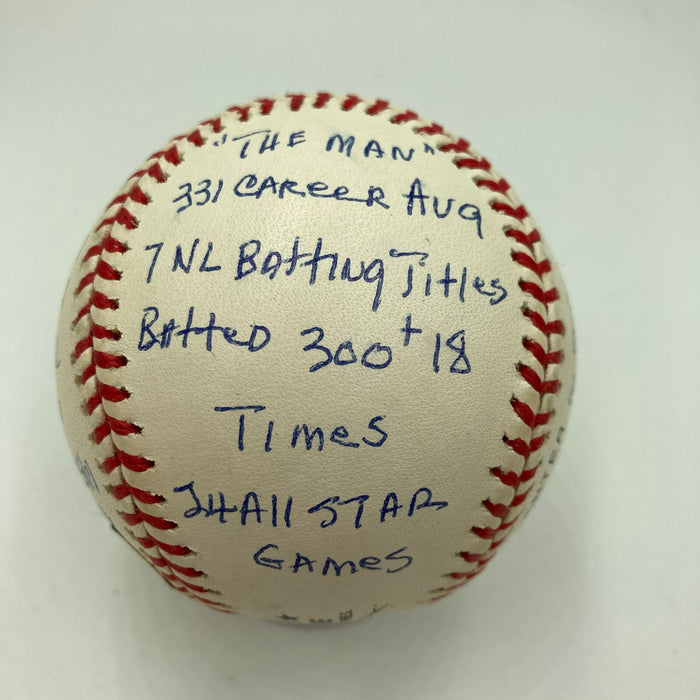 "THE MAN"
331 CAReeR Avg
7 NL BAtting Titles
BAtted 300+ 18
Times
24 All STAR
GAMes